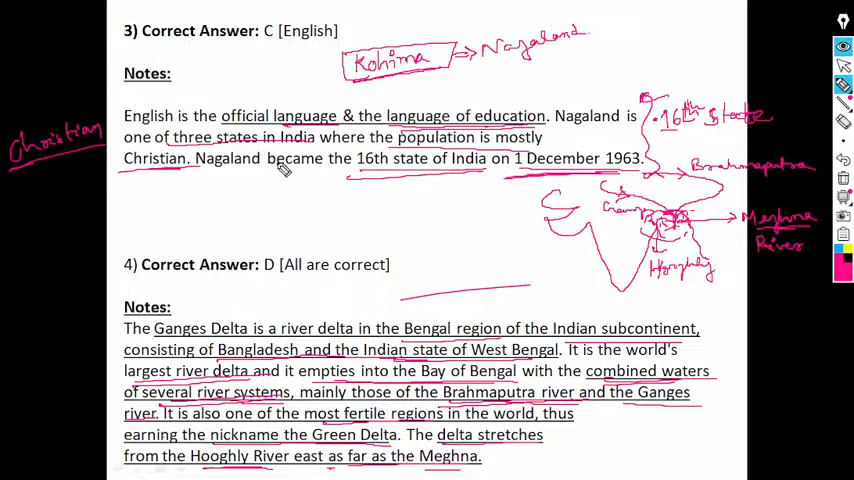 3) Correct Answer: C [English]
Kohima ⇒ Nagaland.
Notes:
English is the official language & the language of education. Nagaland is
one of three states in India where the population is mostly
Christian. Nagaland became the 16th state of India on 1 December 1963.
Christian
16th state
Brahmaputra
Meghna
River
Hooghly
4) Correct Answer: D [All are correct]
Notes:
The Ganges Delta is a river delta in the Bengal region of the Indian subcontinent,
consisting of Bangladesh and the Indian state of West Bengal. It is the world's
largest river delta and it empties into the Bay of Bengal with the combined waters
of several river systems, mainly those of the Brahmaputra river and the Ganges
river. It is also one of the most fertile regions in the world, thus
earning the nickname the Green Delta. The delta stretches
from the Hooghly River east as far as the Meghna.